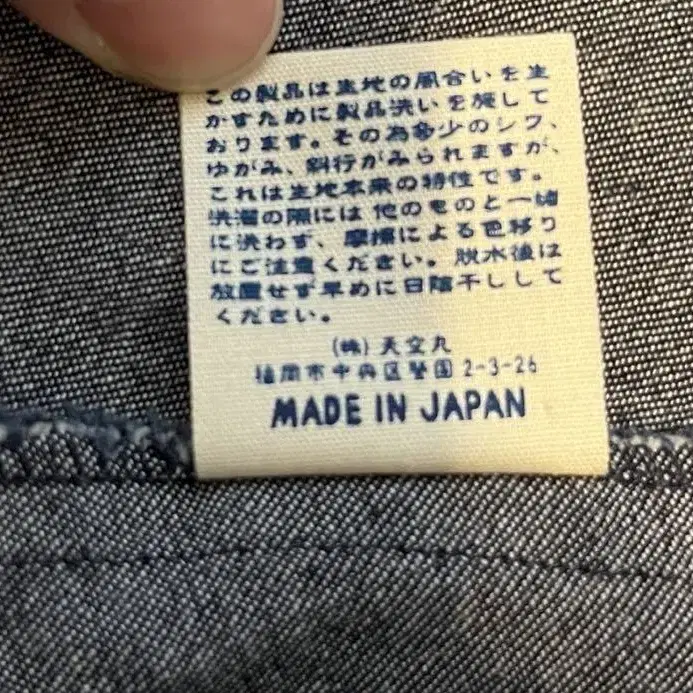 この製品は生地の風合いを生
かすために製品洗いを施して
おります。その為多少のシワ、
ゆがみ、斜行がみられますが、
これは生地本来の特性です。
洗濯の際には他のものと一緒
に洗わず、摩擦による色移り
にご注意ください。脱水後は
放置せず早めに日陰干しして
ください。
(株)天空丸
福岡市中央区警固2-3-26
MADE IN JAPAN